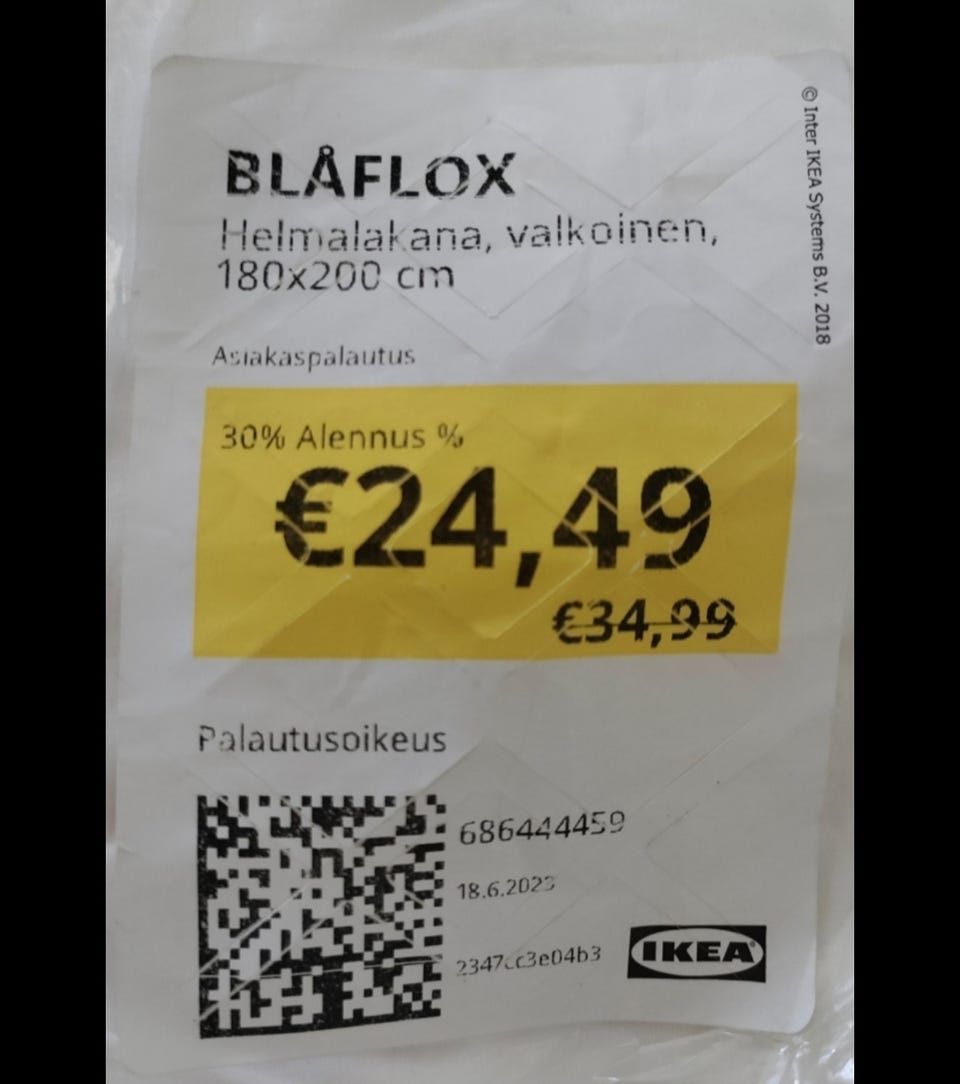 BLÅFLOX
Helmalakana, valkoinen,
180x200 cm
Asiakaspalautus
30% Alennus %
€24,49
€34,99
Palautusoikeus
686444459
18.6.2023
2347cc3e04b3
IKEA
© Inter IKEA Systems B.V. 2018